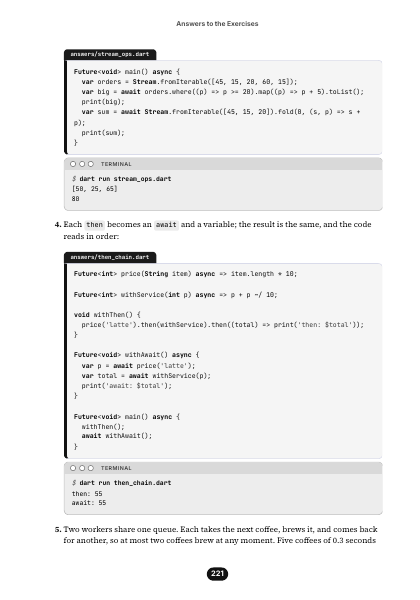 Answers to the Exercises
answers/stream_ops.dart
Future<void> main() async {
  var orders = Stream.fromIterable([45, 15, 20, 60, 15]);
  var big = await orders.where((p) => p >= 20).map((p) => p + 5).toList();
  print(big);
  var sum = await Stream.fromIterable([45, 15, 20]).fold(0, (s, p) => s +
p);
  print(sum);
}
TERMINAL
$ dart run stream_ops.dart
[50, 25, 65]
80
4. Each then becomes an await and a variable; the result is the same, and the code
reads in order:
answers/then_chain.dart
Future<int> price(String item) async => item.length * 10;
Future<int> withService(int p) async => p + p ~/ 10;
void withThen() {
  price('latte').then(withService).then((total) => print('then: $total'));
}
Future<void> withAwait() async {
  var p = await price('latte');
  var total = await withService(p);
  print('await: $total');
}
Future<void> main() async {
  withThen();
  await withAwait();
}
TERMINAL
$ dart run then_chain.dart
then: 55
await: 55
5. Two workers share one queue. Each takes the next coffee, brews it, and comes back
for another, so at most two coffees brew at any moment. Five coffees of 0.3 seconds
221